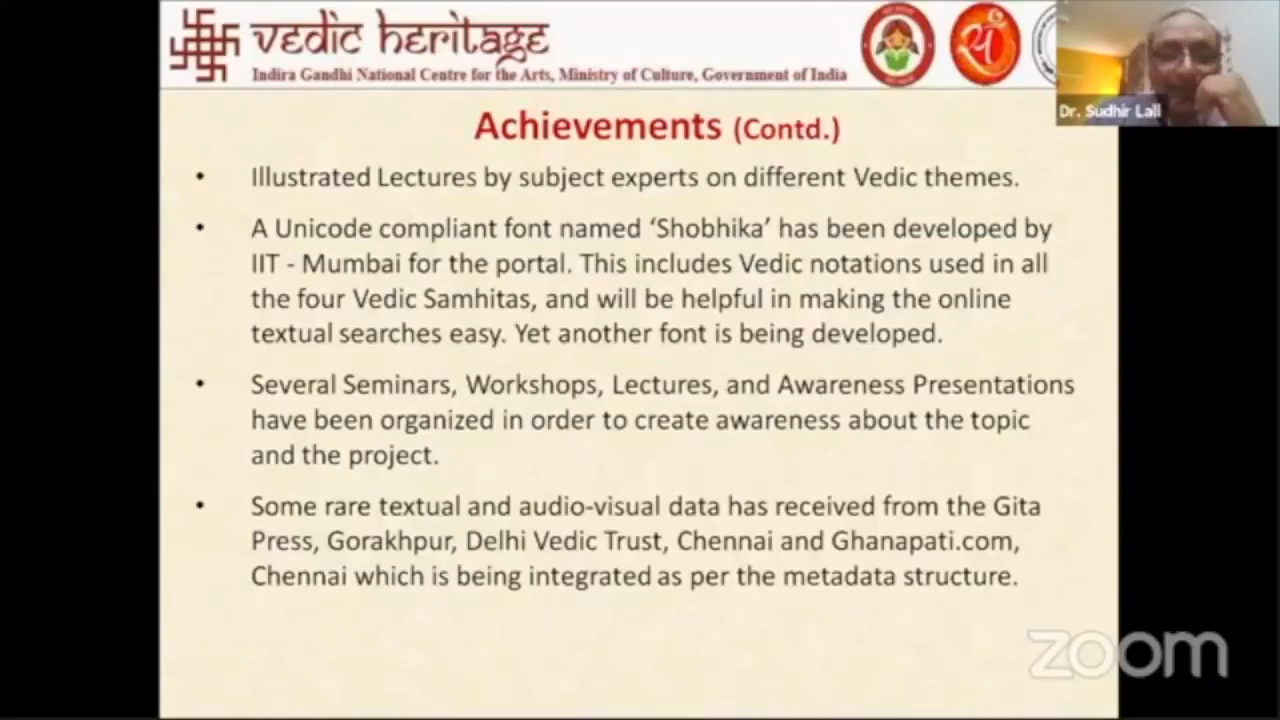 vedic heritage
Indira Gandhi National Centre for the Arts, Ministry of Culture, Government of India
Dr. Sudhir Lall
Achievements (Contd.)
• Illustrated Lectures by subject experts on different Vedic themes.
• A Unicode compliant font named ‘Shobhika’ has been developed by
IIT - Mumbai for the portal. This includes Vedic notations used in all
the four Vedic Samhitas, and will be helpful in making the online
textual searches easy. Yet another font is being developed.
• Several Seminars, Workshops, Lectures, and Awareness Presentations
have been organized in order to create awareness about the topic
and the project.
• Some rare textual and audio-visual data has received from the Gita
Press, Gorakhpur, Delhi Vedic Trust, Chennai and Ghanapati.com,
Chennai which is being integrated as per the metadata structure.
zoom